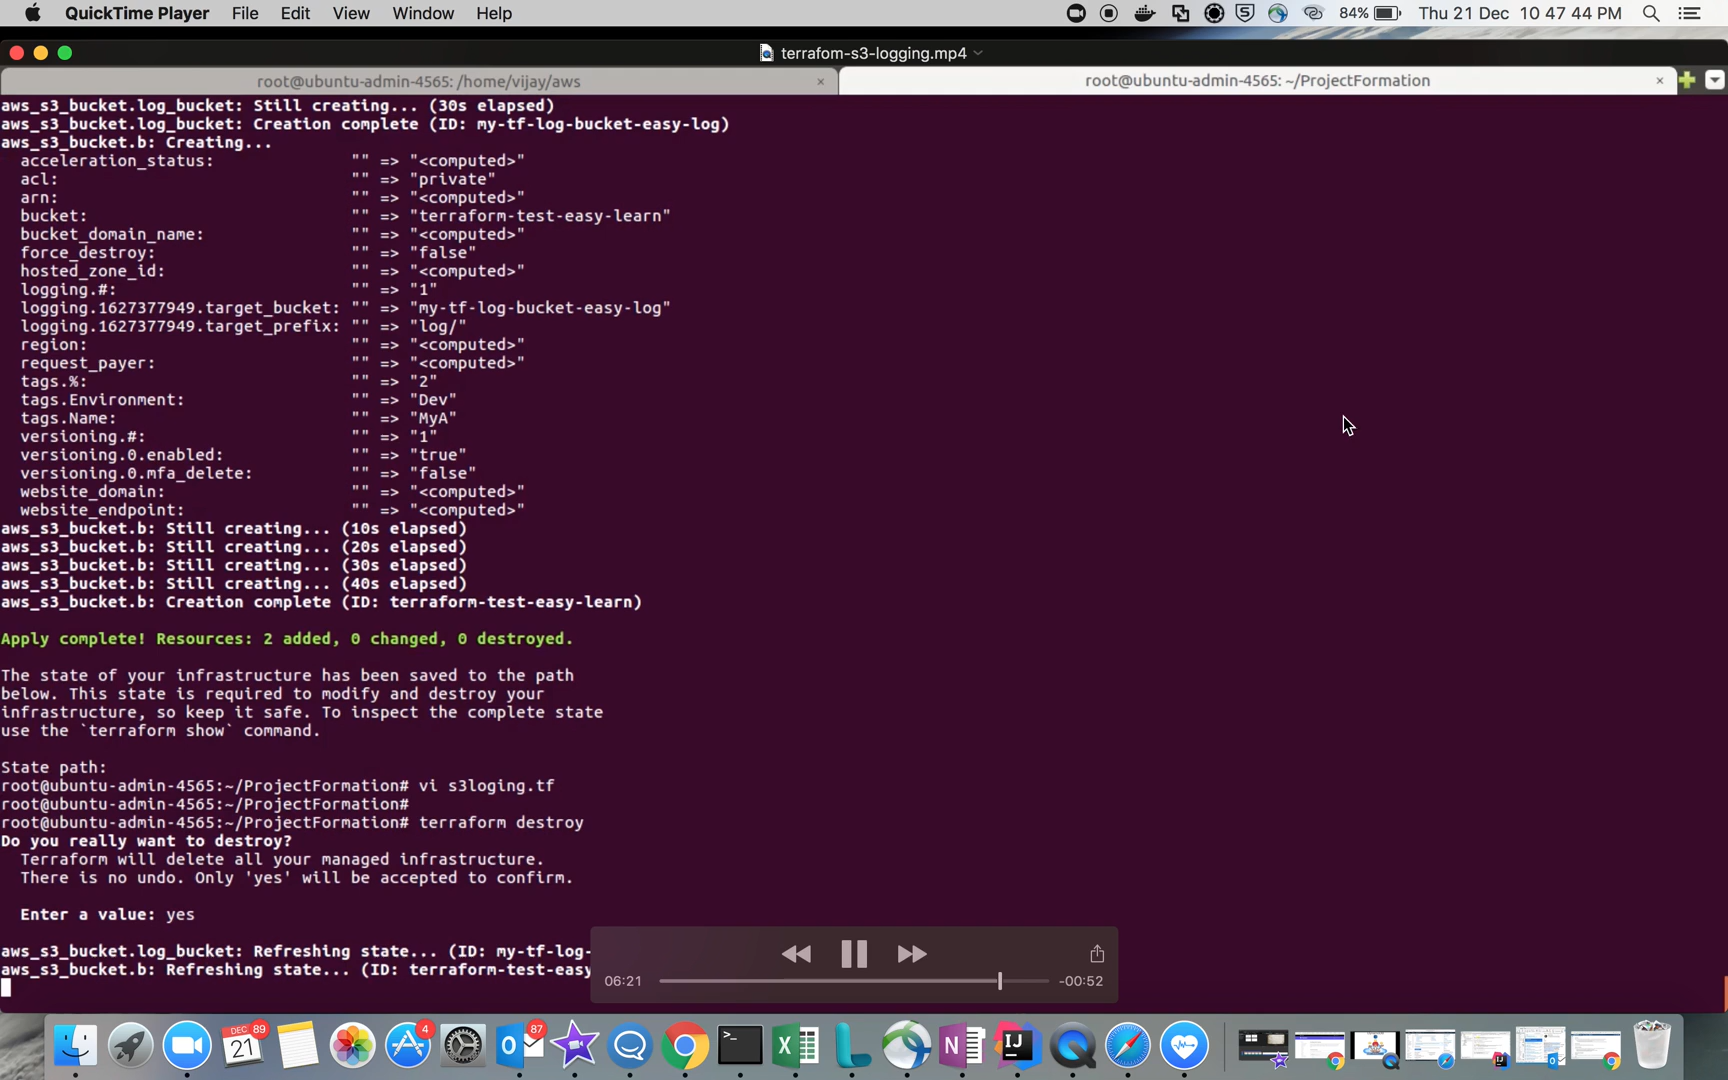 QuickTime Player File Edit View Window Help 84% Thu 21 Dec 10 47 44 PM
terrafom-s3-logging.mp4
root@ubuntu-admin-4565: /home/vijay/aws × root@ubuntu-admin-4565: ~/ProjectFormation ×
aws_s3_bucket.log_bucket: Still creating... (30s elapsed)
aws_s3_bucket.log_bucket: Creation complete (ID: my-tf-log-bucket-easy-log)
aws_s3_bucket.b: Creating...
acceleration_status: "" => "<computed>"
acl: "" => "private"
arn: "" => "<computed>"
bucket: "" => "terraform-test-easy-learn"
bucket_domain_name: "" => "<computed>"
force_destroy: "" => "false"
hosted_zone_id: "" => "<computed>"
logging.#: "" => "1"
logging.1627377949.target_bucket: "" => "my-tf-log-bucket-easy-log"
logging.1627377949.target_prefix: "" => "log/"
region: "" => "<computed>"
request_payer: "" => "<computed>"
tags.%: "" => "2"
tags.Environment: "" => "Dev"
tags.Name: "" => "MyA"
versioning.#: "" => "1"
versioning.0.enabled: "" => "true"
versioning.0.mfa_delete: "" => "false"
website_domain: "" => "<computed>"
website_endpoint: "" => "<computed>"
aws_s3_bucket.b: Still creating... (10s elapsed)
aws_s3_bucket.b: Still creating... (20s elapsed)
aws_s3_bucket.b: Still creating... (30s elapsed)
aws_s3_bucket.b: Still creating... (40s elapsed)
aws_s3_bucket.b: Creation complete (ID: terraform-test-easy-learn)
Apply complete! Resources: 2 added, 0 changed, 0 destroyed.
The state of your infrastructure has been saved to the path
below. This state is required to modify and destroy your
infrastructure, so keep it safe. To inspect the complete state
use the `terraform show` command.
State path:
root@ubuntu-admin-4565:~/ProjectFormation# vi s3loging.tf
root@ubuntu-admin-4565:~/ProjectFormation#
root@ubuntu-admin-4565:~/ProjectFormation# terraform destroy
Do you really want to destroy?
Terraform will delete all your managed infrastructure.
There is no undo. Only 'yes' will be accepted to confirm.
Enter a value: yes
aws_s3_bucket.log_bucket: Refreshing state... (ID: my-tf-log-
aws_s3_bucket.b: Refreshing state... (ID: terraform-test-easy
06:21 -00:52
DEC 21 89 4 87